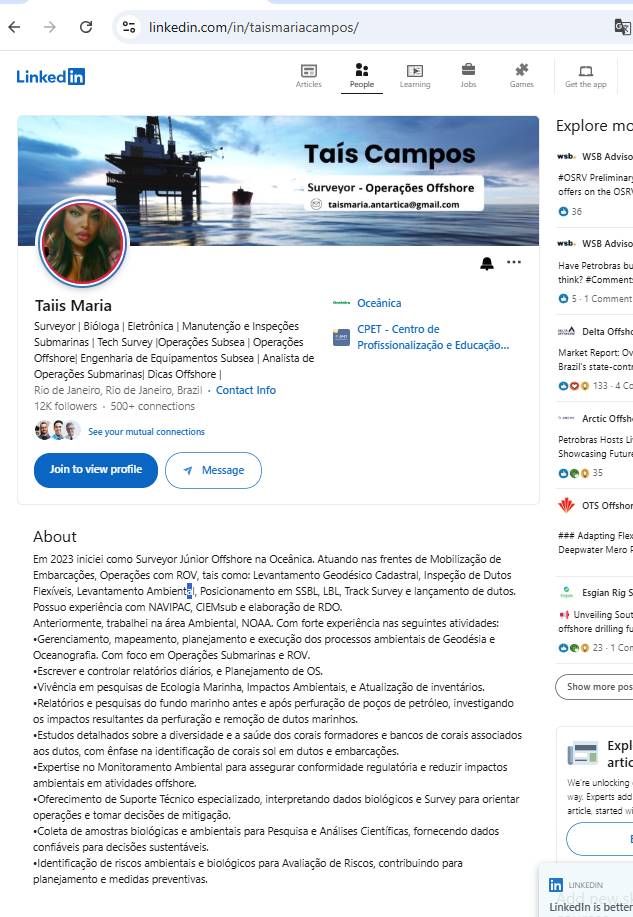 linkedin.com/in/taismariacampos/
Linkedin
Articles
People
Learning
Jobs
Games
Get the app
Taís Campos
Surveyor - Operações Offshore
taismaria.antartica@gmail.com
Taiis Maria
Surveyor | Bióloga | Eletrônica | Manutenção e Inspeções
Submarinas | Tech Survey |Operações Subsea | Operações
Offshore| Engenharia de Equipamentos Subsea | Analista de
Operações Submarinas| Dicas Offshore |
Rio de Janeiro, Rio de Janeiro, Brazil · Contact Info
12K followers · 500+ connections
See your mutual connections
Join to view profile
Message
Oceânica
CPET - Centro de
Profissionalização e Educação...
About
Em 2023 iniciei como Surveyor Júnior Offshore na Oceânica. Atuando nas frentes de Mobilização de
Embarcações, Operações com ROV, tais como: Levantamento Geodésico Cadastral, Inspeção de Dutos
Flexíveis, Levantamento Ambiental, Posicionamento em SSBL, LBL, Track Survey e lançamento de dutos.
Possuo experiência com NAVIPAC, CIEMsub e elaboração de RDO.
Anteriormente, trabalhei na área Ambiental, NOAA. Com forte experiência nas seguintes atividades:
•Gerenciamento, mapeamento, planejamento e execução dos processos ambientais de Geodésia e
Oceanografia. Com foco em Operações Submarinas e ROV.
•Escrever e controlar relatórios diários, e Planejamento de OS.
•Vivência em pesquisas de Ecologia Marinha, Impactos Ambientais, e Atualização de inventários.
•Relatórios e pesquisas do fundo marinho antes e após perfuração de poços de petróleo, investigando
os impactos resultantes da perfuração e remoção de dutos marinhos.
•Estudos detalhados sobre a diversidade e a saúde dos corais formadores e bancos de corais associados
aos dutos, com ênfase na identificação de corais sol em dutos e embarcações.
•Expertise no Monitoramento Ambiental para assegurar conformidade regulatória e reduzir impactos
ambientais em atividades offshore.
•Oferecimento de Suporte Técnico especializado, interpretando dados biológicos e Survey para orientar
operações e tomar decisões de mitigação.
•Coleta de amostras biológicas e ambientais para Pesquisa e Análises Científicas, fornecendo dados
confiáveis para decisões sustentáveis.
•Identificação de riscos ambientais e biológicos para Avaliação de Riscos, contribuindo para
planejamento e medidas preventivas.
Explore mo
wsb. WSB Adviso
#OSRV Preliminary
offers on the OSRV
36
wsb. WSB Adviso
Have Petrobras bu
think? #Comment
5 · 1 Comment
Delta Offsho
Market Report: Ov
Brazil's state-contr
133 · 4 Co
Arctic Offsh
Petrobras Hosts Li
Showcasing Future
35
OTS Offshor
### Adapting Flex
Deepwater Mero P
Esgian Rig S
Unveiling Sout
offshore drilling fu
23 · 1 Com
Show more pos
Expl
artic
We're unlocking
way. Experts add
article, started wi
LINKEDIN
LinkedIn is better